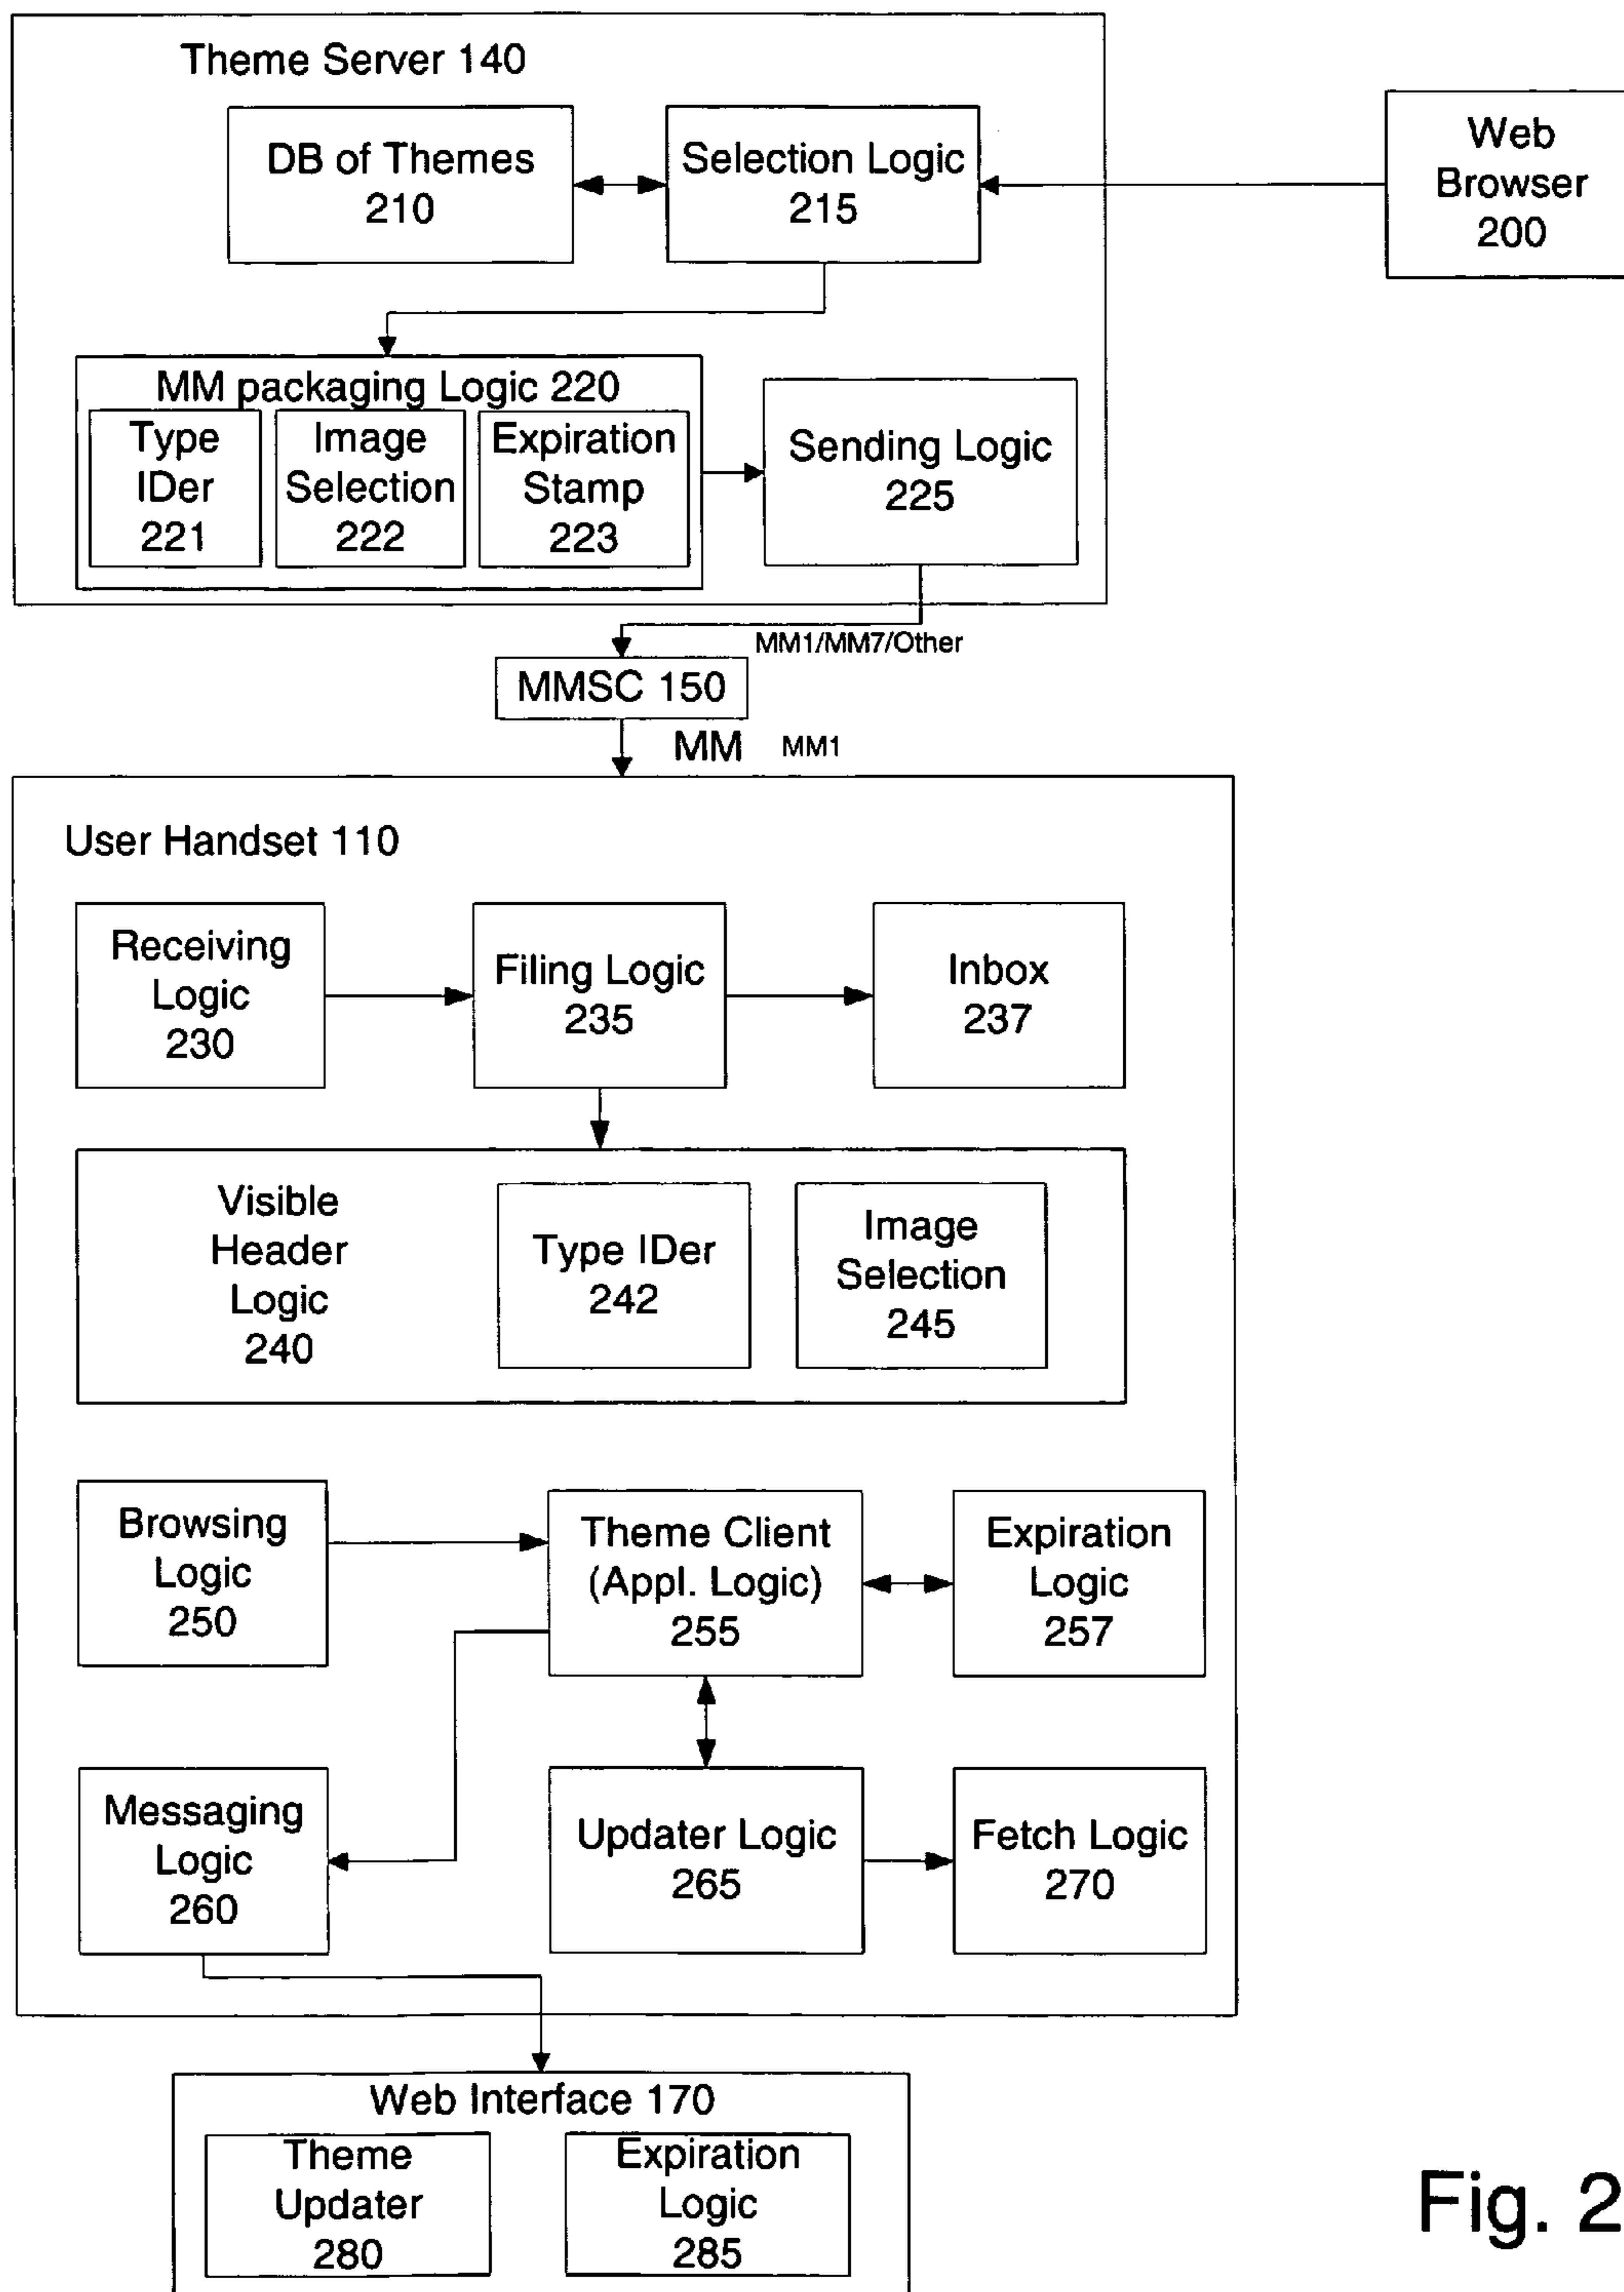 Theme Server 140
DB of Themes
210
Selection Logic
215
Web
Browser
200
MM packaging Logic 220
Type
IDer
221
Image
Selection
222
Expiration
Stamp
223
Sending Logic
225
MM1/MM7/Other
MMSC 150
MM MM1
User Handset 110
Receiving
Logic
230
Filing Logic
235
Inbox
237
Visible
Header
Logic
240
Type IDer
242
Image
Selection
245
Browsing
Logic
250
Theme Client
(Appl. Logic)
255
Expiration
Logic
257
Messaging
Logic
260
Updater Logic
265
Fetch Logic
270
Web Interface 170
Theme
Updater
280
Expiration
Logic
285
Fig. 2